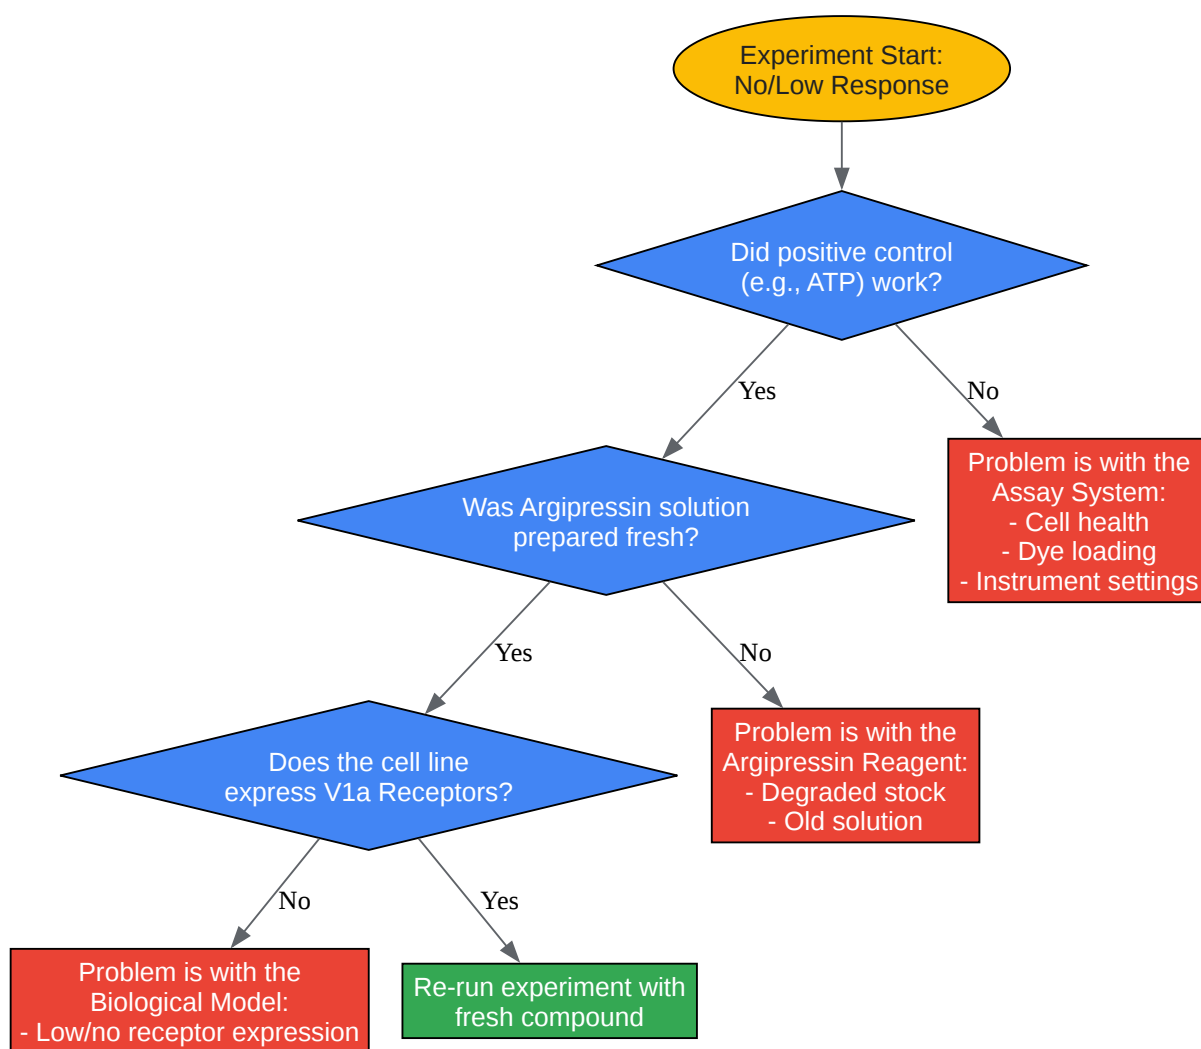 Experiment Start:
No/Low Response
Did positive control
(e.g., ATP) work?
Yes
No
Problem is with the
Assay System:
- Cell health
- Dye loading
- Instrument settings
Was Argipressin solution
prepared fresh?
Yes
No
Problem is with the
Argipressin Reagent:
- Degraded stock
- Old solution
Does the cell line
express V1a Receptors?
No
Yes
Problem is with the
Biological Model:
- Low/no receptor expression
Re-run experiment with
fresh compound